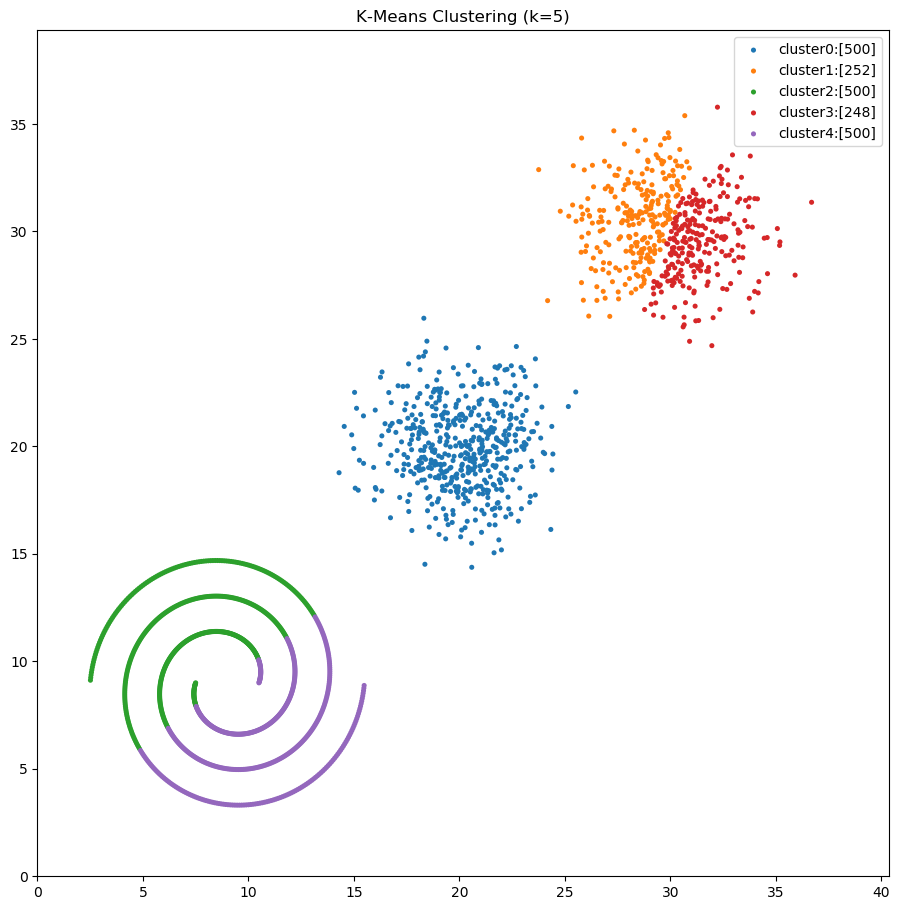 K-Means Clustering (k=5)
cluster0:[500]
cluster1:[252]
cluster2:[500]
cluster3:[248]
cluster4:[500]
35
30
25
20
15
10
5
0
0 5 10 15 20 25 30 35 40